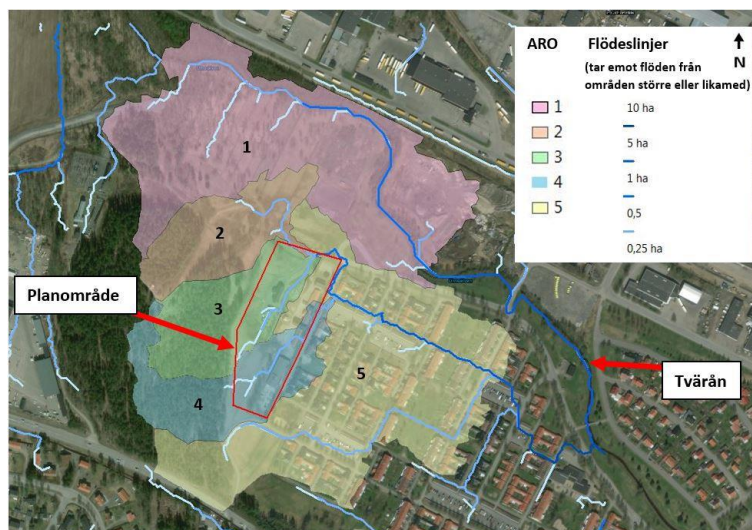 ARO Flödeslinjer
N
(tar emot flöden från
områden större eller likamed)
1
10 ha
2
5 ha
3
1 ha
4
0,5
5
0,25 ha
1
2
Planområde
3
5
4
Tvärån